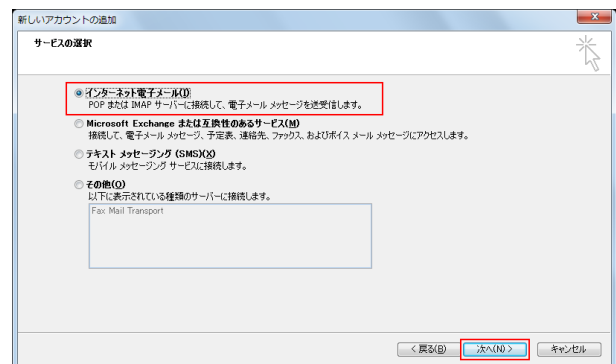 新しいアカウントの追加
サービスの選択
インターネット電子メール(I)
POP または IMAP サーバーに接続して、電子メール メッセージを送受信します。
Microsoft Exchange または互換性のあるサービス(M)
接続して、電子メール メッセージ、予定表、連絡先、ファックス、およびボイス メール メッセージにアクセスします。
テキスト メッセージング (SMS)(X)
モバイル メッセージング サービスに接続します。
その他(O)
以下に表示されている種類のサーバーに接続します。
Fax Mail Transport
< 戻る(B) 次へ(N) > キャンセル